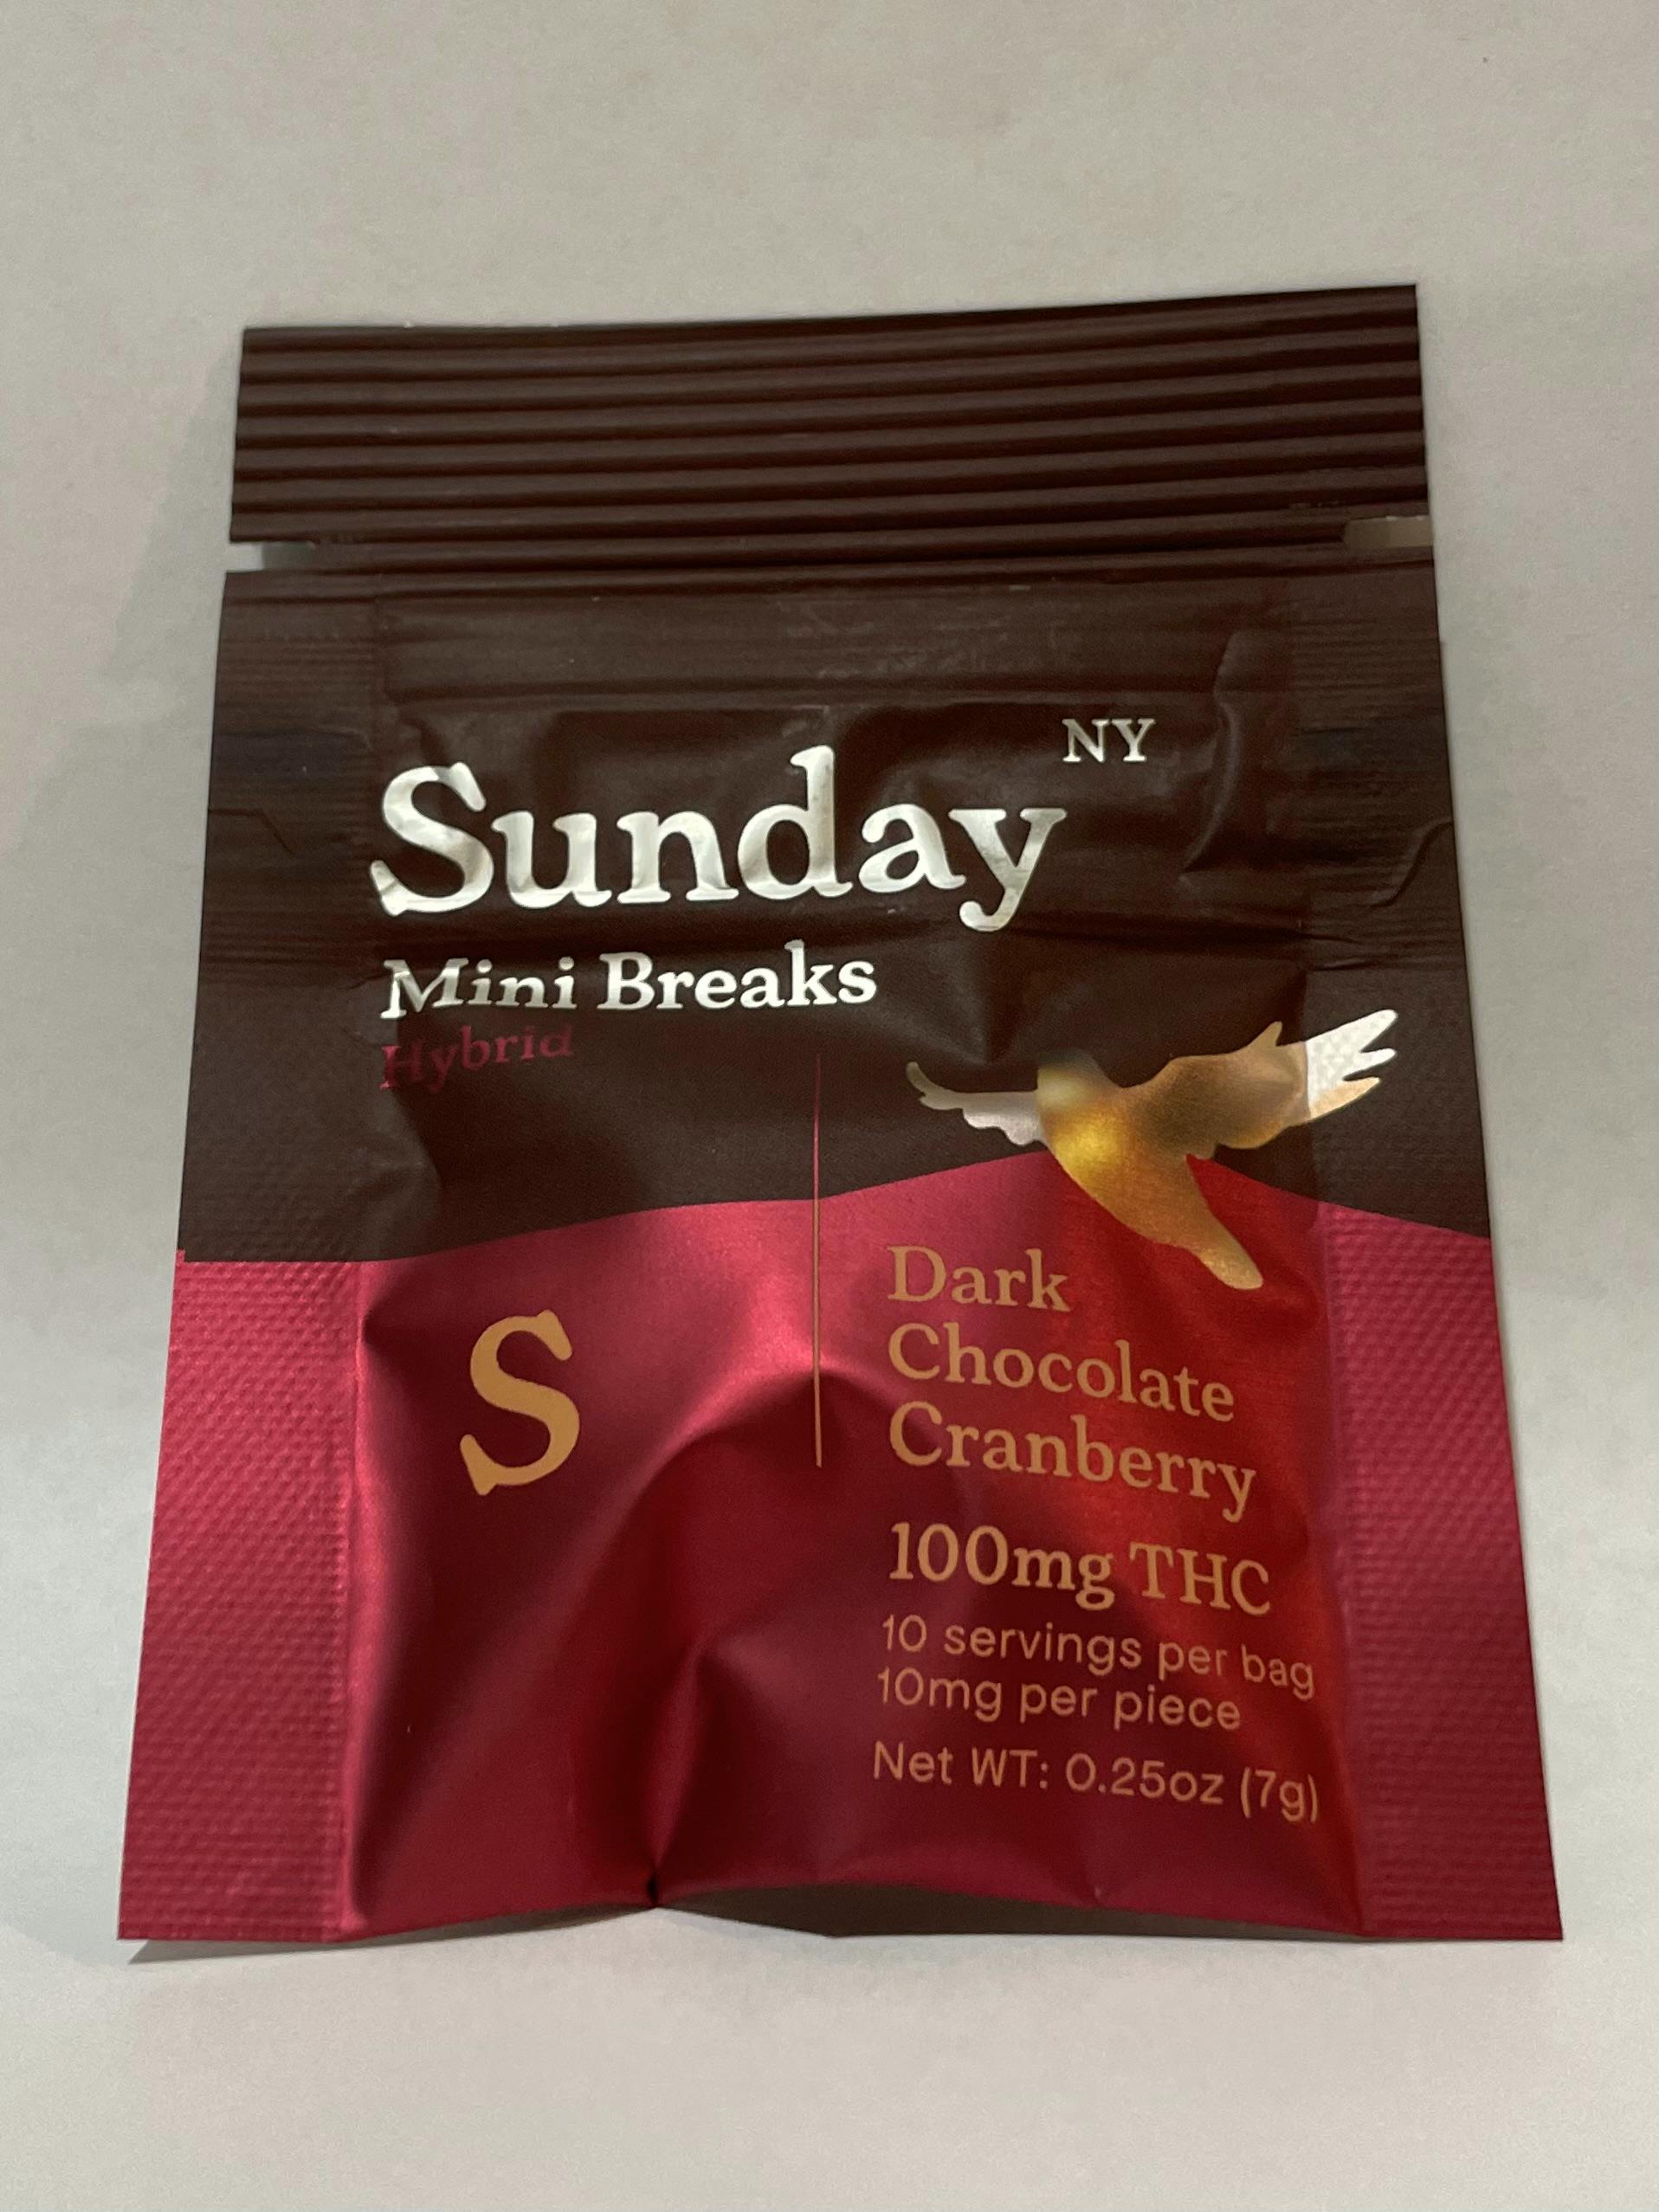 Sunday NY
Mini Breaks
Hybrid
S
Dark
Chocolate
Cranberry
100mg THC
10 servings per bag
10mg per piece
Net WT: 0.25oz (7g)